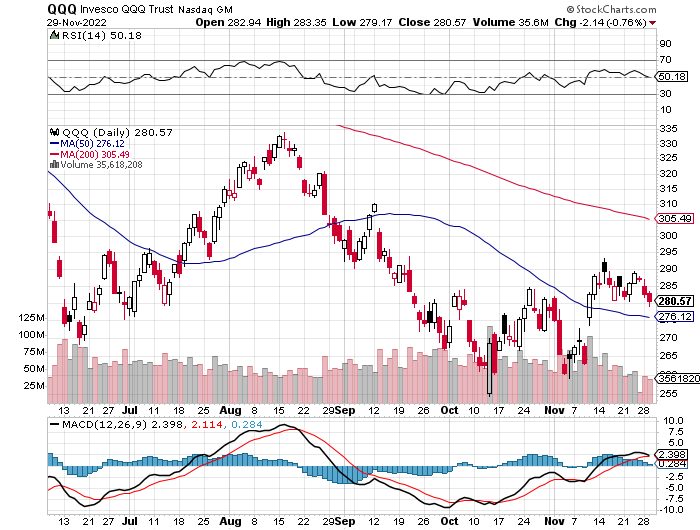 QQQ Invesco QQQ Trust Nasdaq GM © StockCharts.com
29-Nov-2022 Open 282.94 High 283.35 Low 279.17 Close 280.57 Volume 35.6M Chg -2.14 (-0.76%)
RSI(14) 50.18
90
70
50.18
30
10
QQQ (Daily) 280.57
MA(50) 276.12
MA(200) 305.49
Volume 35,618,208
335
330
325
320
315
310
305.49
300
295
290
285
280.57
276.12
270
265
260
255
125M
100M
75M
50M
25M
3561820
13 21 27 Jul 11 18 25 Aug 8 15 22 29 Sep 12 19 26 Oct 10 17 24 Nov 7 14 21 28
MACD(12,26,9) 2.398, 2.114, 0.284
10.0
7.5
5.0
2.398
0.284
-2.5
-5.0
-7.5
-10.0
13 21 27 Jul 11 18 25 Aug 8 15 22 29 Sep 12 19 26 Oct 10 17 24 Nov 7 14 21 28